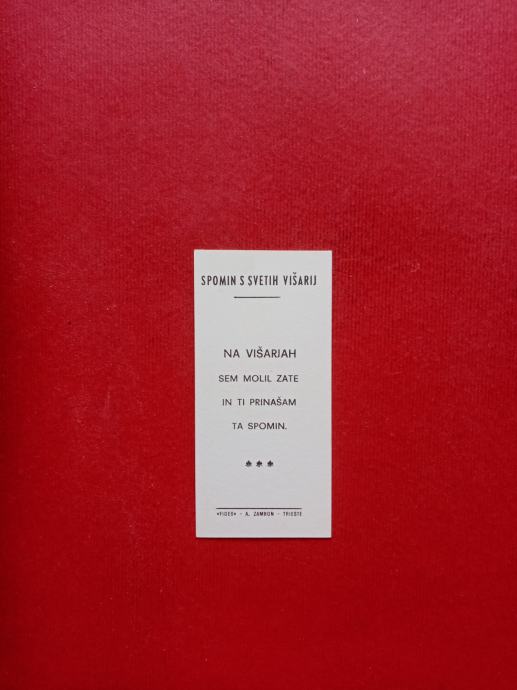 SPOMIN S SVETIH VIŠARIJ
NA VIŠARJAH
SEM MOLIL ZATE
IN TI PRINAŠAM
TA SPOMIN.
«FIDES» - A. ZAMBON - TRIESTE